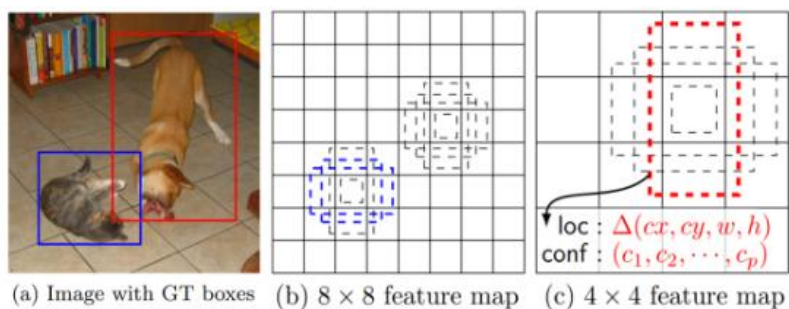 loc : Δ(cx, cy, w, h)
conf : (c₁, c₂, ⋯, cₚ)
(a) Image with GT boxes
(b) 8 × 8 feature map
(c) 4 × 4 feature map